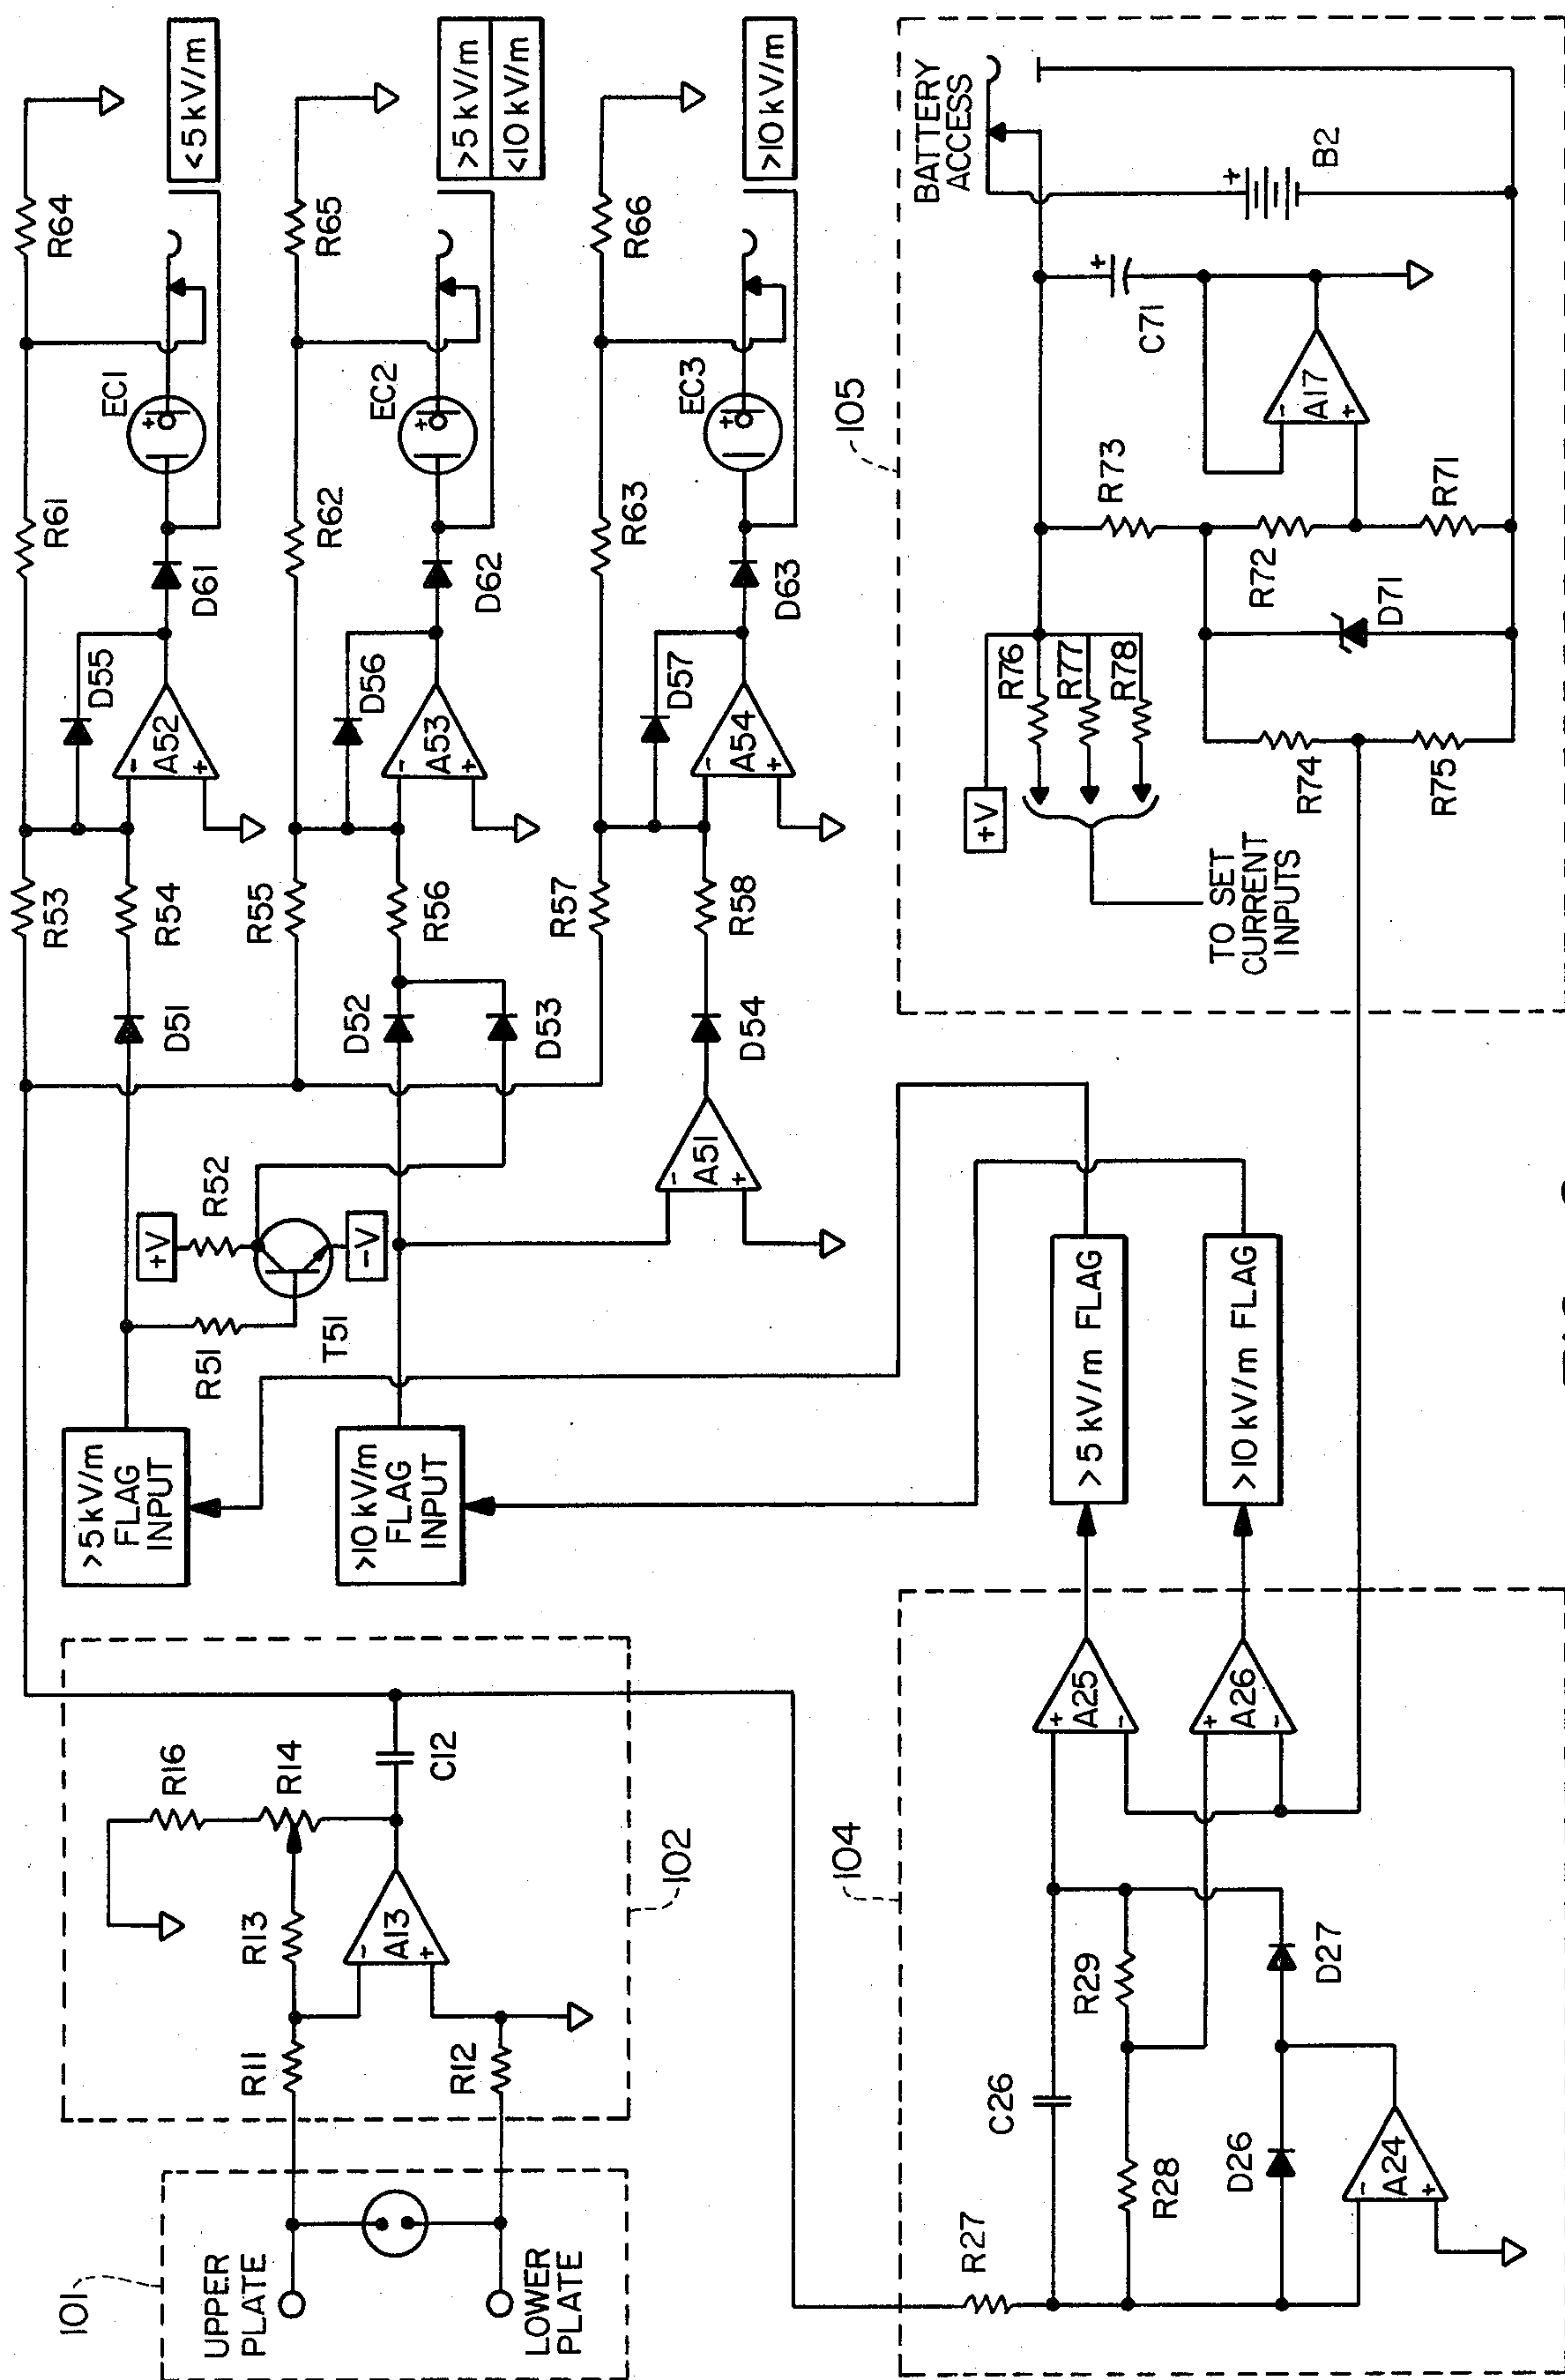 <5 kV/m
>5 kV/m
<10 kV/m
>10 kV/m
R64
R65
R66
EC1
+
EC2
+
EC3
+
R61
R62
R63
D61
D62
D63
D55
D56
D57
A52
-
+
A53
-
+
A54
-
+
R53
R54
R55
R56
R57
R58
D51
D52
D53
D54
R52
+V
-V
R51
T51
A51
-
+
>5 kV/m
FLAG
INPUT
>10 kV/m
FLAG
INPUT
BATTERY
ACCESS
105
B2
+
C71
+
A17
-
+
R73
R72
R71
D71
R76
R77
R78
+V
R74
R75
TO SET
CURRENT
INPUTS
>5 kV/m FLAG
>10 kV/m FLAG
R16
R14
C12
R13
A13
-
+
R11
R12
102
101
UPPER
PLATE
LOWER
PLATE
104
A25
+
-
A26
+
-
R29
C26
R28
D27
D26
A24
-
+
R27